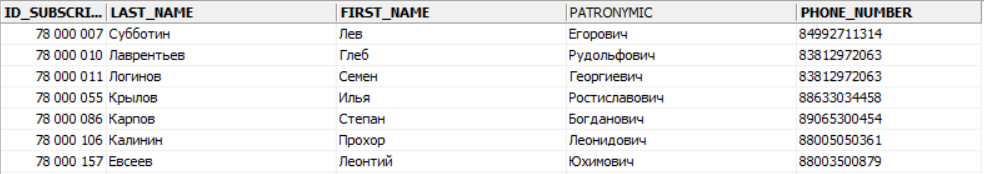 ID_SUBSCRI... LAST_NAME FIRST_NAME PATRONYMIC PHONE_NUMBER
78 000 007 Субботин Лев Егорович 84992711314
78 000 010 Лаврентьев Глеб Рудольфович 83812972063
78 000 011 Логинов Семен Георгиевич 83812972063
78 000 055 Крылов Илья Ростиславович 88633034458
78 000 086 Карпов Степан Богданович 89065300454
78 000 106 Калинин Прохор Леонидович 88005050361
78 000 157 Евсеев Леонтий Юхимович 88003500879